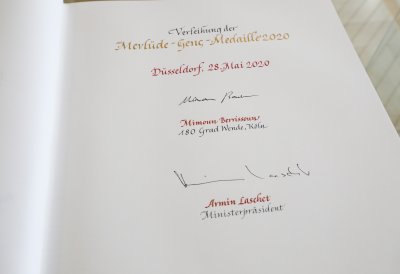 Verleihung der
Mevlüde-Genç-Medaille 2020
Düsseldorf, 28. Mai 2020
Mimoun Berrissoun,
180 Grad Wende, Köln
Armin Laschet
Ministerpräsident